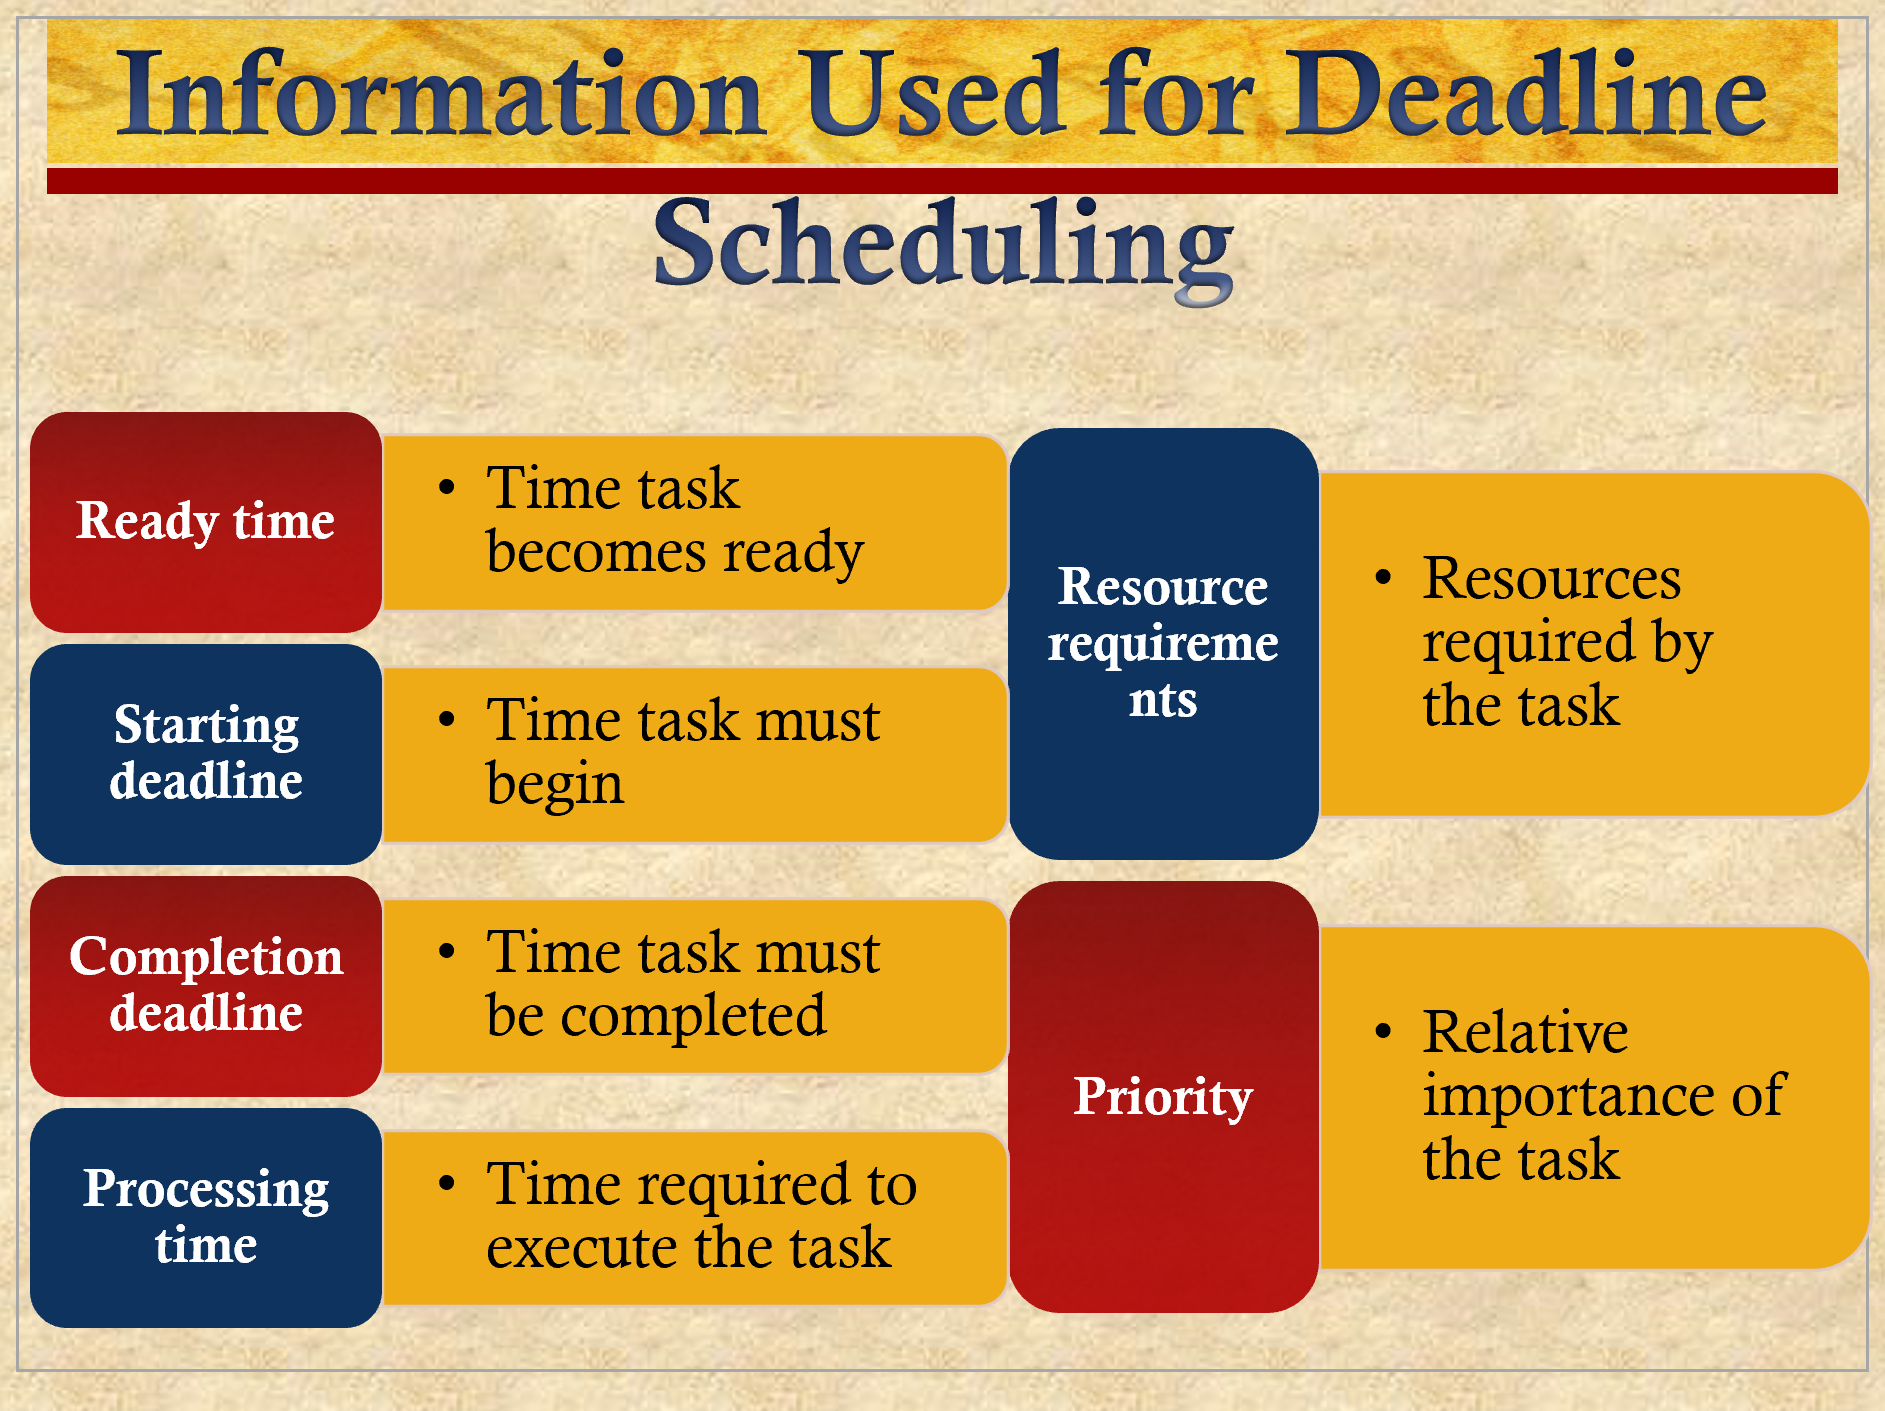 Information Used for Deadline
Scheduling
Ready time
• Time task
becomes ready
Starting
deadline
• Time task must
begin
Completion
deadline
• Time task must
be completed
Processing
time
• Time required to
execute the task
Resource
requireme
nts
• Resources
required by
the task
Priority
• Relative
importance of
the task